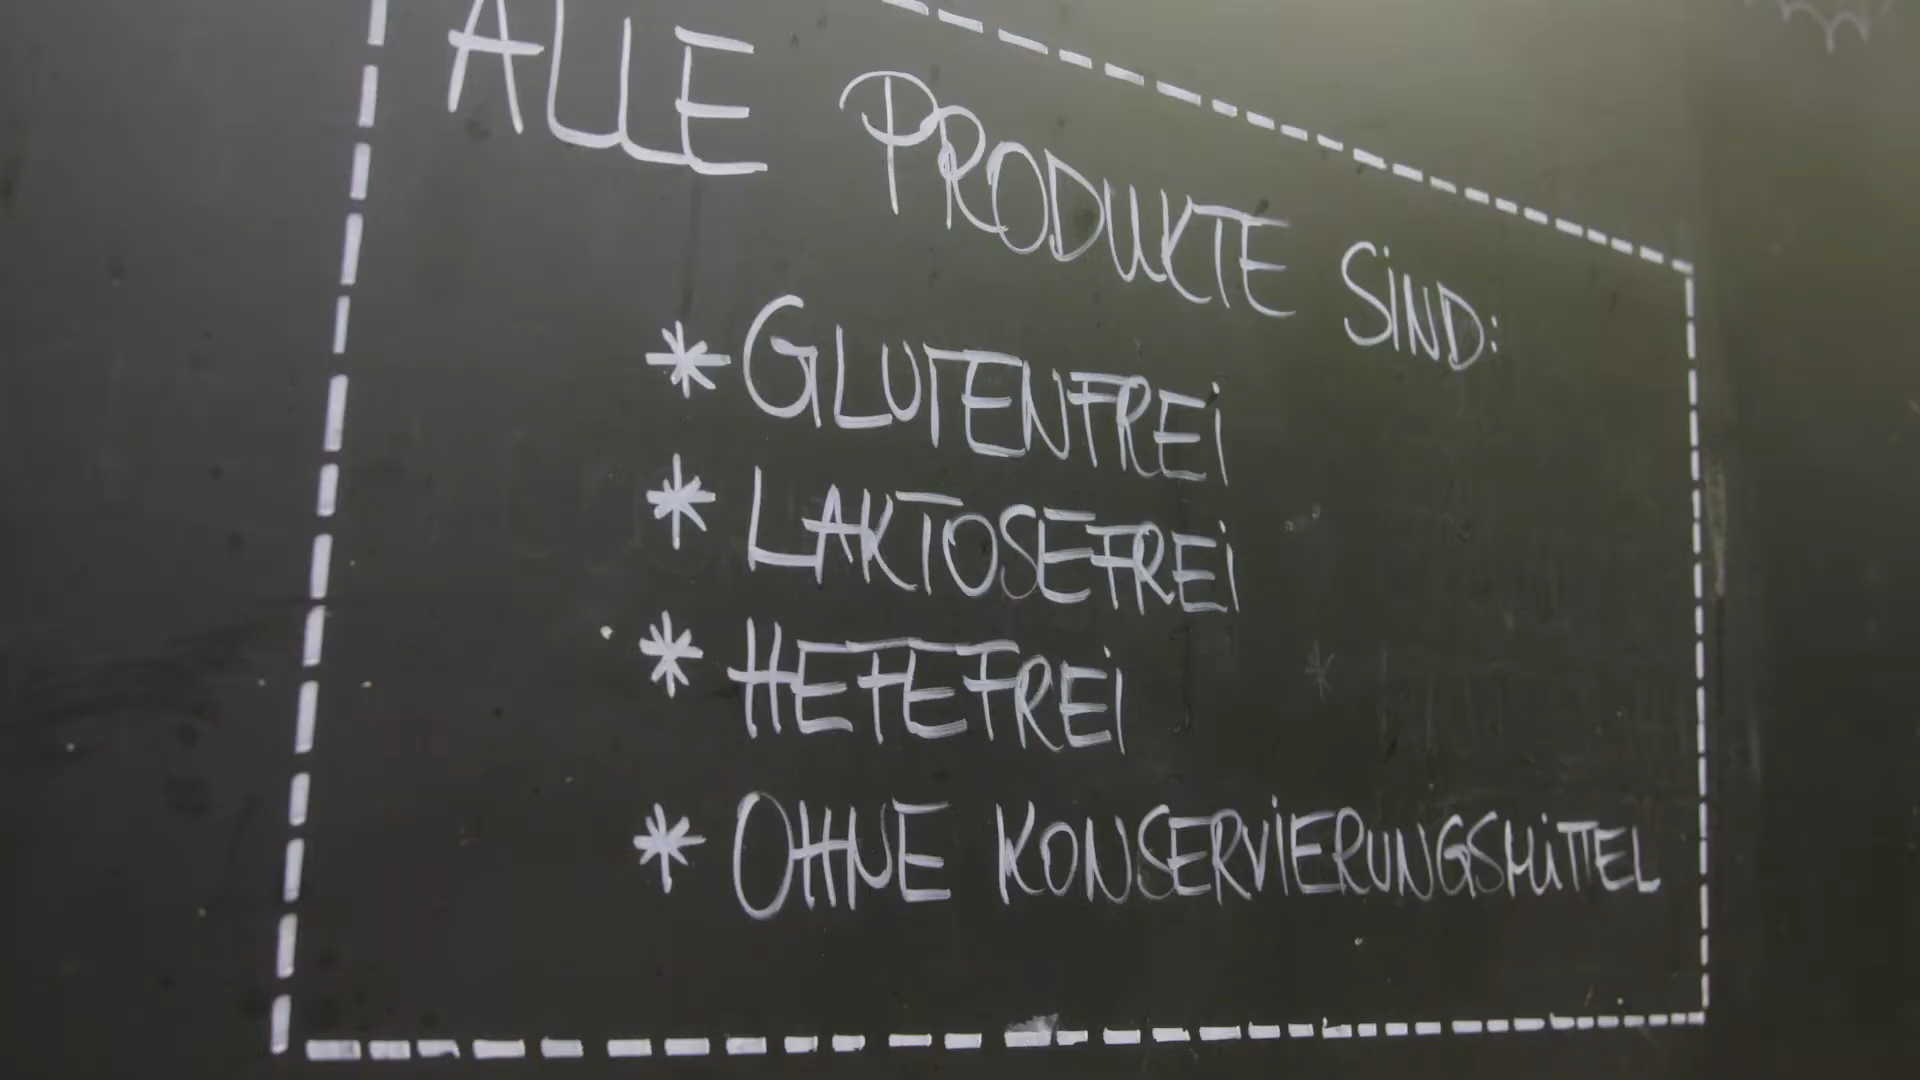 ALLE PRODUKTE SiND:
* GLUTENFREi
* LAKTOSEFREi
* HEFEFREi
* OHNE KONSERViERUNGSMiTTEL